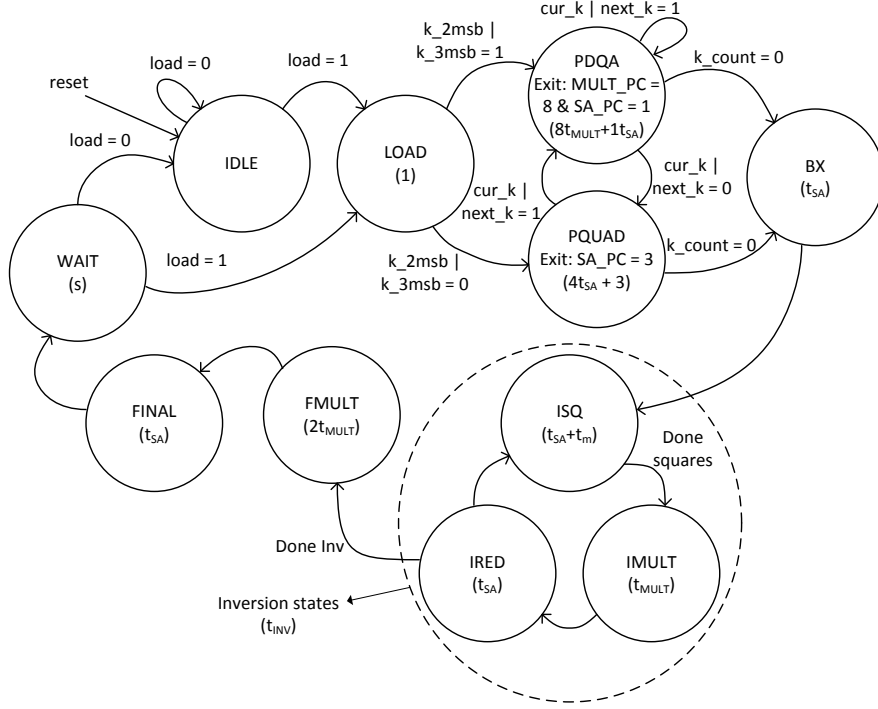 cur_k |
next_k = 1
k_2msb |
k_3msb = 1
load = 0
load = 1
PDQA
Exit: MULT_PC =
8 & SA_PC = 1
(8tMULT+1tSA)
k_count = 0
reset
load = 0
IDLE
LOAD
(1)
BX
(tSA)
cur_k |
next_k = 1
cur_k |
next_k = 0
WAIT
(s)
load = 1
k_2msb |
k_3msb = 0
PQUAD
Exit: SA_PC = 3
(4tSA + 3)
k_count = 0
FINAL
(tSA)
FMULT
(2tMULT)
ISQ
(tSA+tm)
Done
squares
Done Inv
IRED
(tSA)
IMULT
(tMULT)
Inversion states
(tINV)